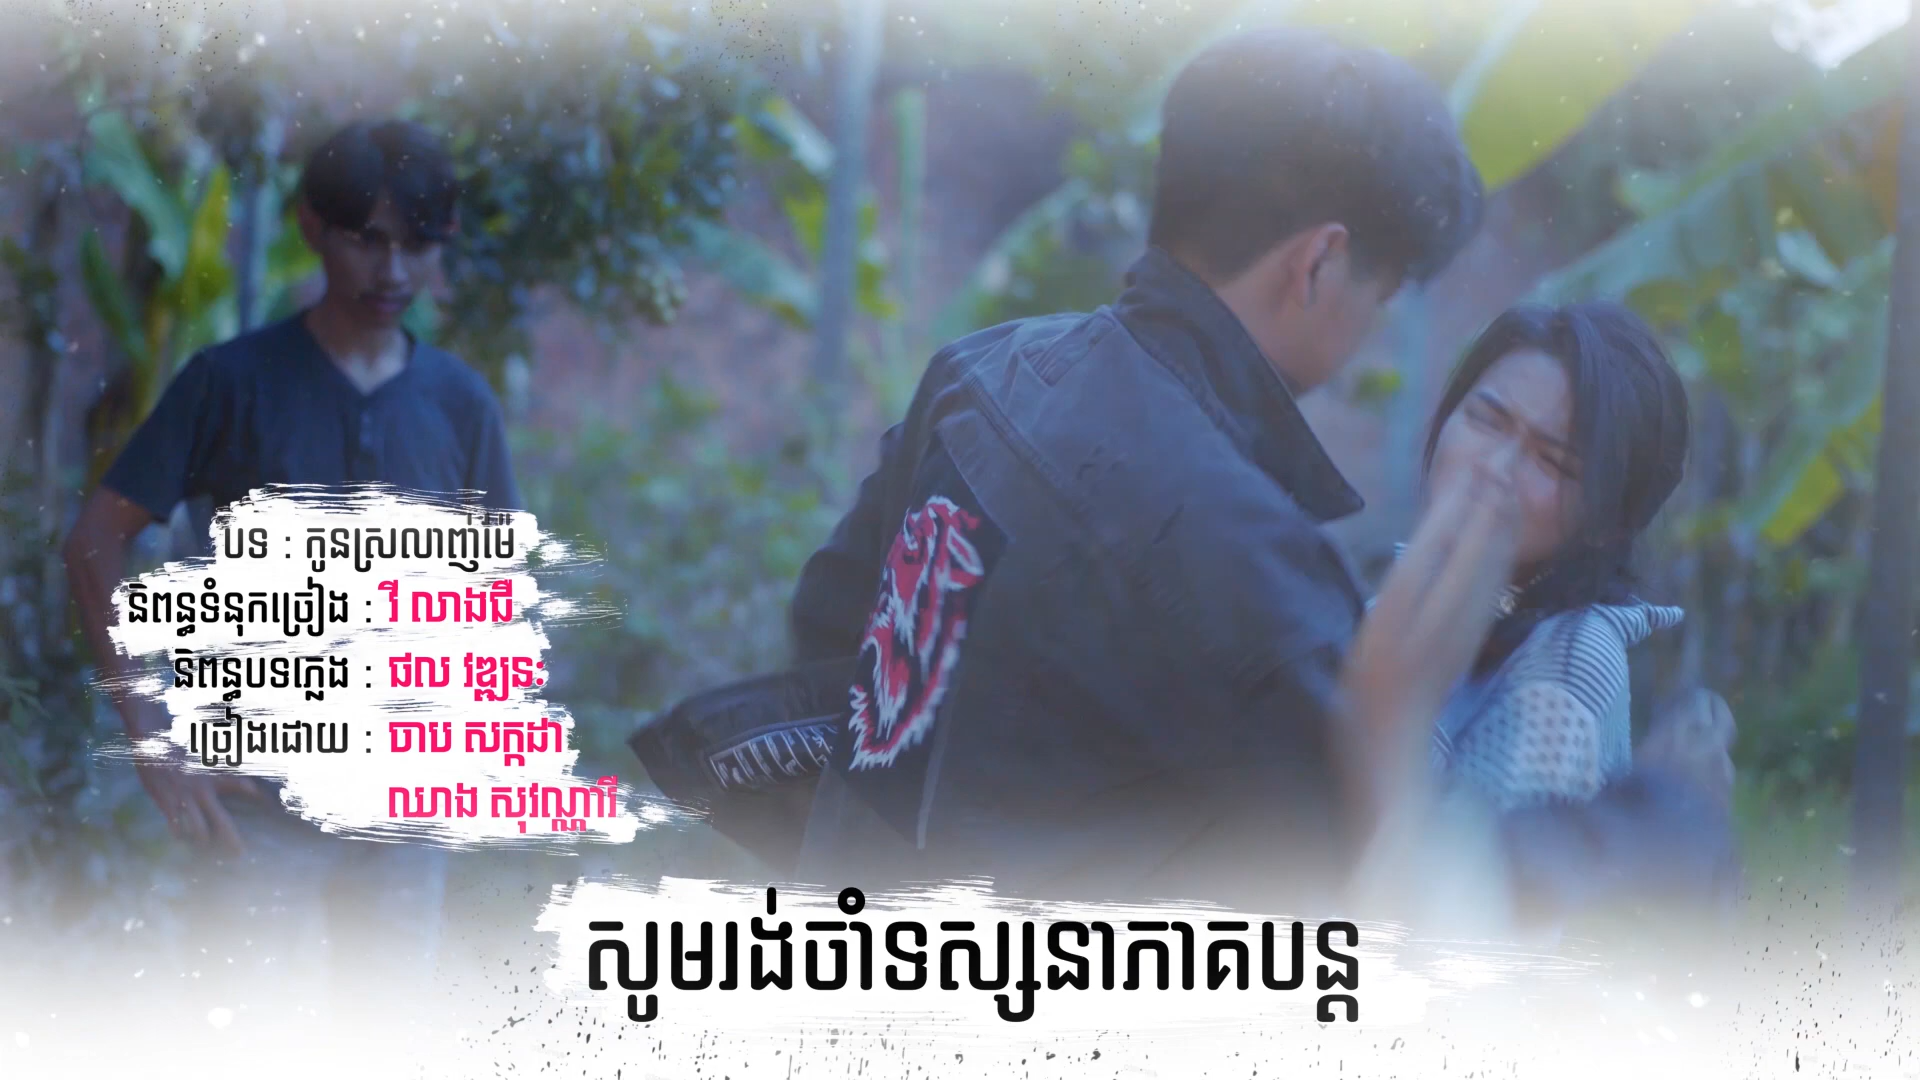 បទ : កូនស្រលាញ់ម៉ែ
និពន្ធទំនុកច្រៀង : រី លាងជី
និពន្ធបទភ្លេង : ផល វឌ្ឍនៈ
ច្រៀងដោយ : ចាប សក្កដា
ឈាង សុវណ្ណារី
សូមរង់ចាំទស្សនាភាគបន្ត